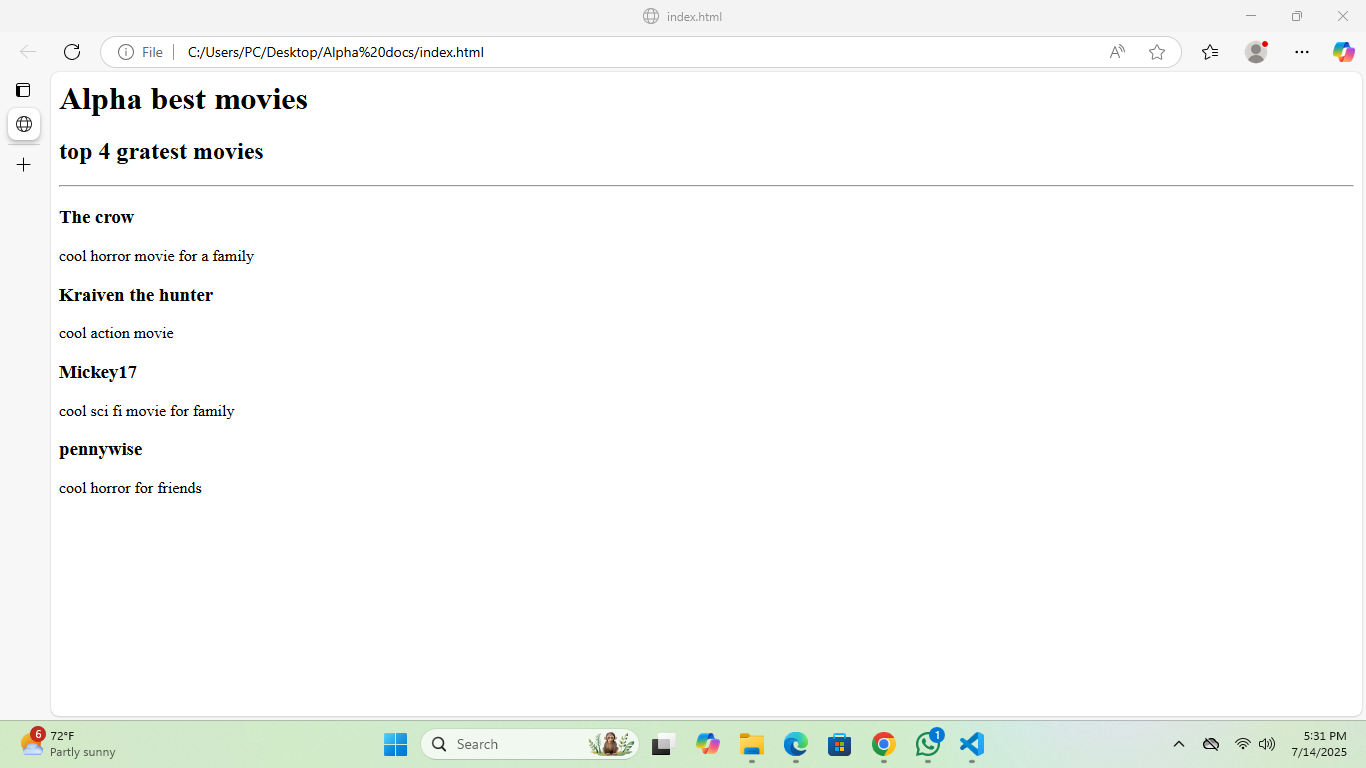 index.html
File
C:/Users/PC/Desktop/Alpha%20docs/index.html
Alpha best movies
top 4 gratest movies
The crow
cool horror movie for a family
Kraiven the hunter
cool action movie
Mickey17
cool sci fi movie for family
pennywise
cool horror for friends
6
72°F
Partly sunny
Search
1
5:31 PM
7/14/2025